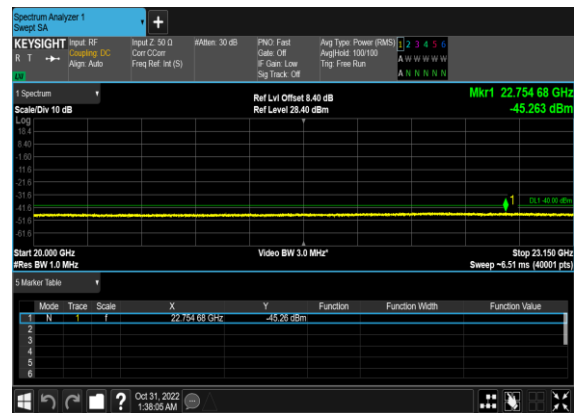 Spectrum Analyzer 1
Swept SA
KEYSIGHT Input: RF Input Z: 50 Ω #Atten: 30 dB PNO: Fast Avg Type: Power (RMS) 1 2 3 4 5 6
R T Coupling: DC Corr CCorr Gate: Off Avg|Hold: 100/100 A W W W W W
Align: Auto Freq Ref: Int (S) IF Gain: Low Trig: Free Run
LV Sig Track: Off A N N N N N
1 Spectrum Ref Lvl Offset 8.40 dB Mkr1 22.754 68 GHz
Scale/Div 10 dB Ref Level 28.40 dBm -45.263 dBm
Log
18.4
8.40
-1.60
-11.6
-21.6
-31.6 1 DL1 -40.00 dBm
-41.6
-51.6
-61.6
Start 20.000 GHz Video BW 3.0 MHz* Stop 23.150 GHz
#Res BW 1.0 MHz Sweep ~6.51 ms (40001 pts)
5 Marker Table
Mode Trace Scale X Y Function Function Width Function Value
1 N 1 f 22.754 68 GHz -45.26 dBm
2
3
4
5
6
? Oct 31, 2022
1:38:05 AM